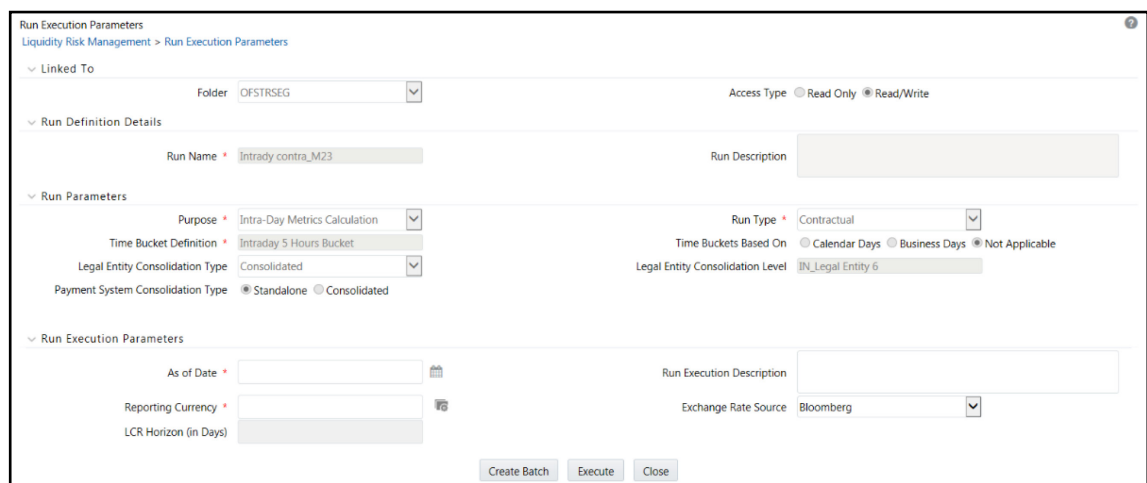 Run Execution Parameters
Liquidity Risk Management > Run Execution Parameters
Linked To
Folder OFSTRSEG Access Type Read Only Read/Write
Run Definition Details
Run Name * Intrady contra_M23 Run Description
Run Parameters
Purpose * Intra-Day Metrics Calculation Run Type * Contractual
Time Bucket Definition * Intraday 5 Hours Bucket Time Buckets Based On Calendar Days Business Days Not Applicable
Legal Entity Consolidation Type Consolidated Legal Entity Consolidation Level IN_Legal Entity 6
Payment System Consolidation Type Standalone Consolidated
Run Execution Parameters
As of Date * Run Execution Description
Reporting Currency * Exchange Rate Source Bloomberg
LCR Horizon (in Days)
Create Batch Execute Close